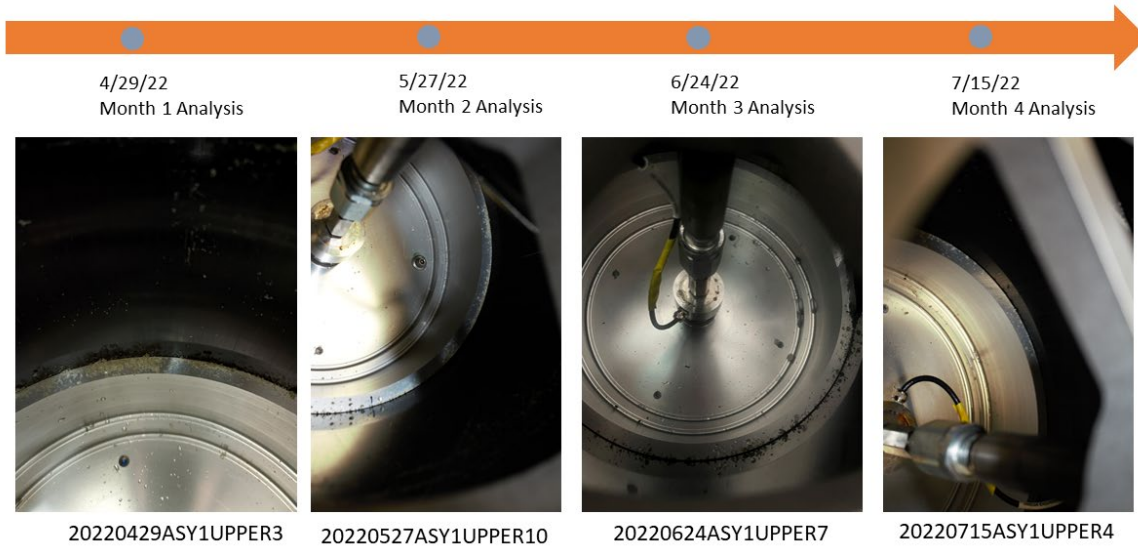 4/29/22
Month 1 Analysis
5/27/22
Month 2 Analysis
6/24/22
Month 3 Analysis
7/15/22
Month 4 Analysis
20220429ASY1UPPER3
20220527ASY1UPPER10
20220624ASY1UPPER7
20220715ASY1UPPER4